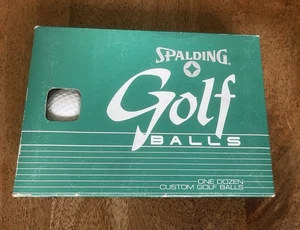 SPALDING
Golf
BALLS
ONE DOZEN
CUSTOM GOLF BALLS